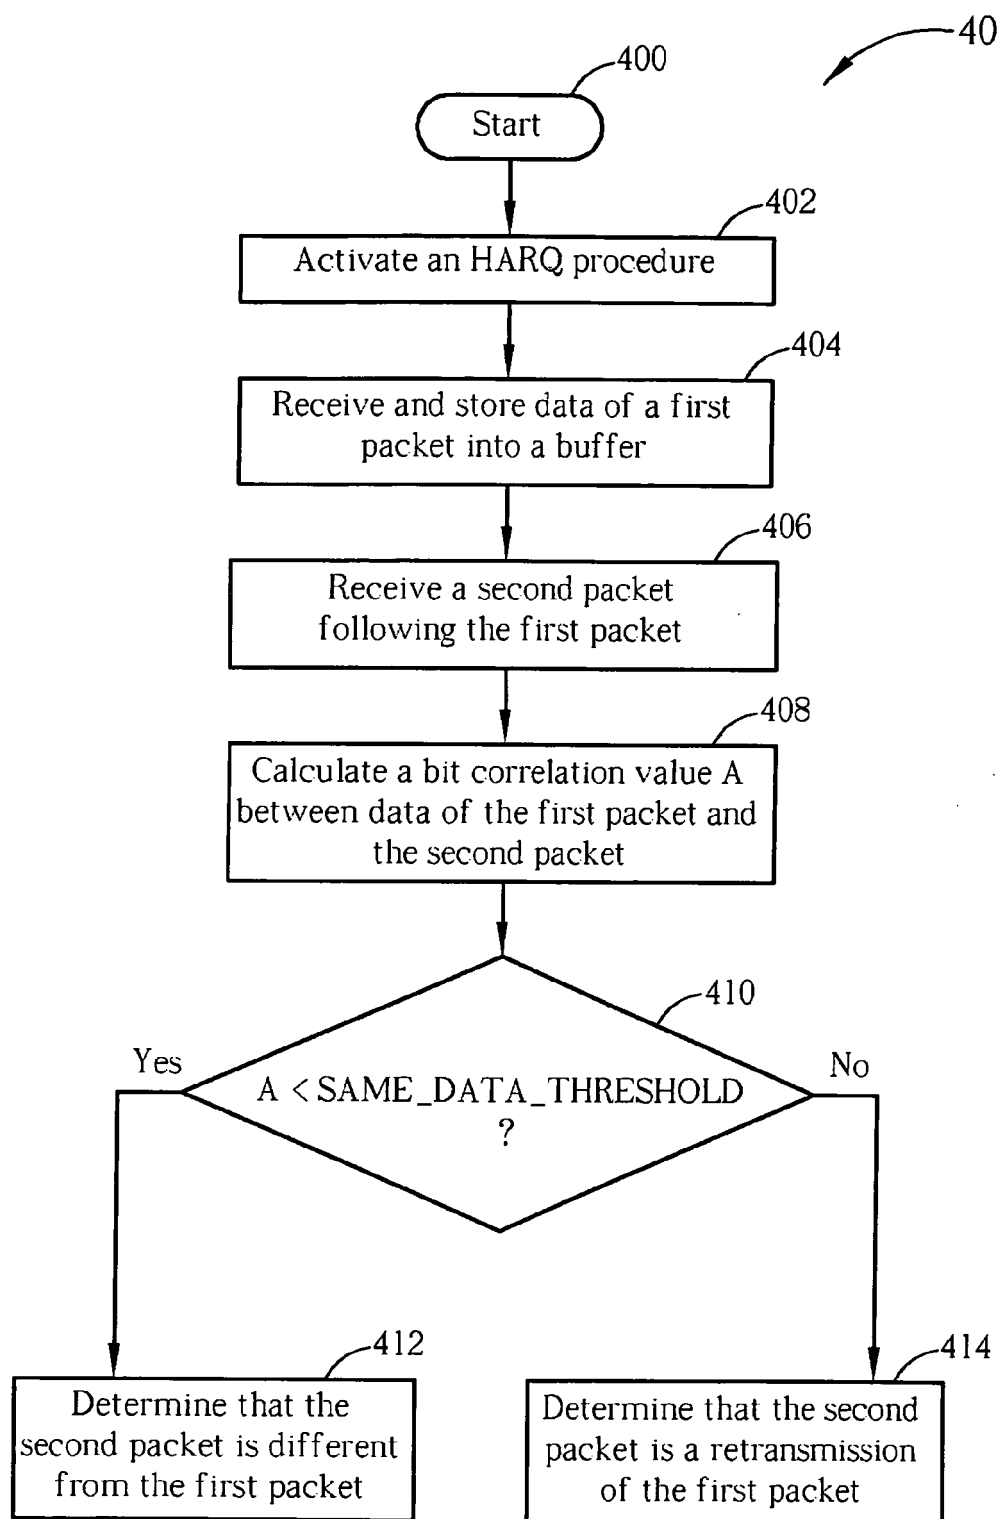 40
400
Start
402
Activate an HARQ procedure
404
Receive and store data of a first
packet into a buffer
406
Receive a second packet
following the first packet
408
Calculate a bit correlation value A
between data of the first packet and
the second packet
410
Yes
No
A < SAME_DATA_THRESHOLD
?
412
Determine that the
second packet is different
from the first packet
414
Determine that the second
packet is a retransmission
of the first packet